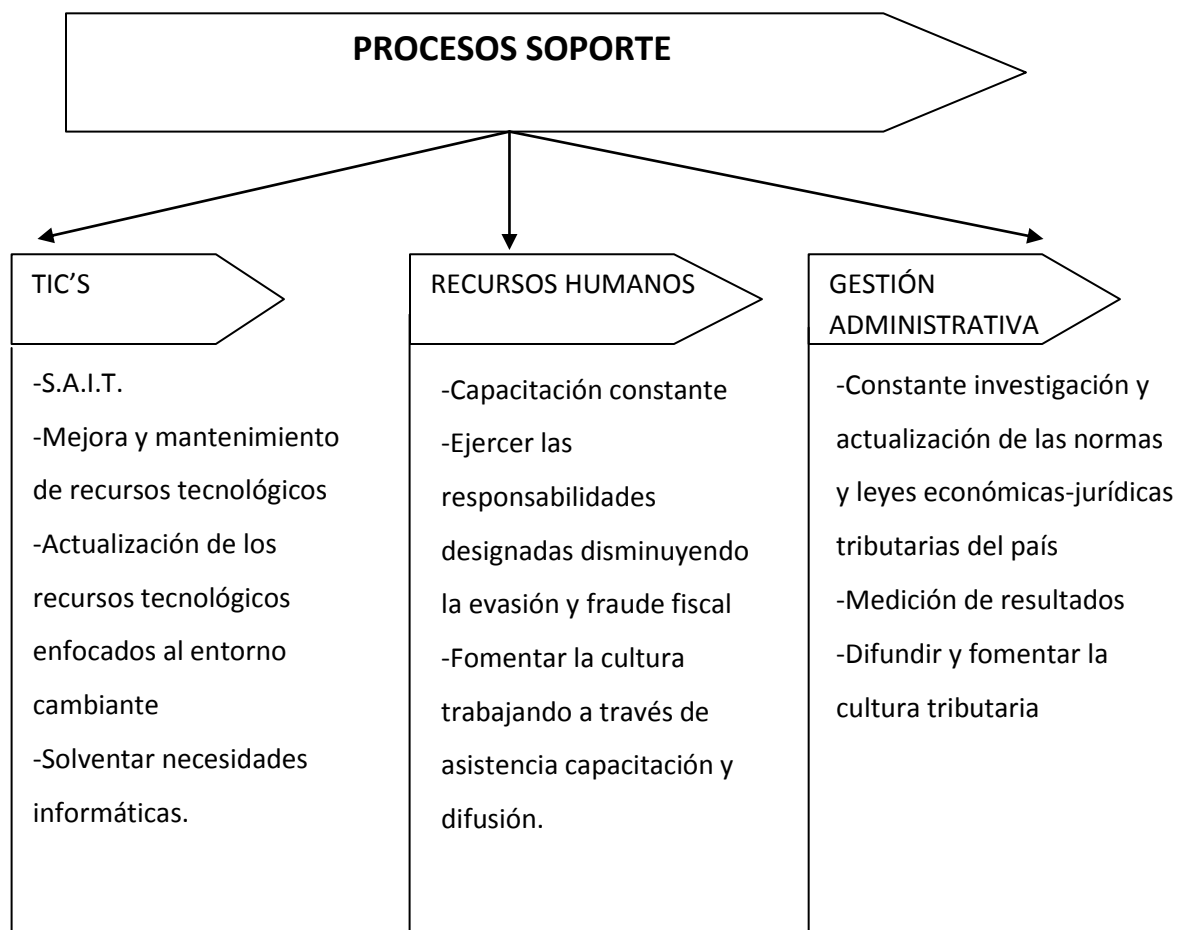 PROCESOS SOPORTE
TIC’S
-S.A.I.T.
-Mejora y mantenimiento
de recursos tecnológicos
-Actualización de los
recursos tecnológicos
enfocados al entorno
cambiante
-Solventar necesidades
informáticas.
RECURSOS HUMANOS
-Capacitación constante
-Ejercer las
responsabilidades
designadas disminuyendo
la evasión y fraude fiscal
-Fomentar la cultura
trabajando a través de
asistencia capacitación y
difusión.
GESTIÓN
ADMINISTRATIVA
-Constante investigación y
actualización de las normas
y leyes económicas-jurídicas
tributarias del país
-Medición de resultados
-Difundir y fomentar la
cultura tributaria